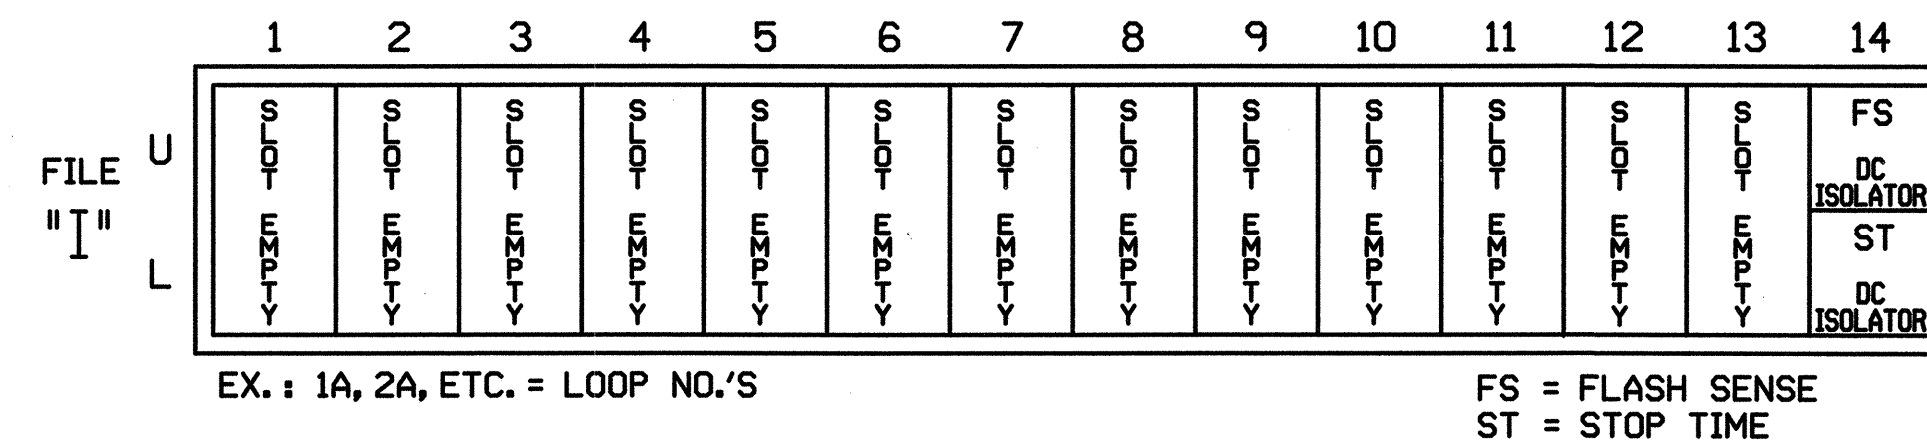 1 2 3 4 5 6 7 8 9 10 11 12 13 14
FILE "I"
U
L
SLOT EMPTY
SLOT EMPTY
SLOT EMPTY
SLOT EMPTY
SLOT EMPTY
SLOT EMPTY
SLOT EMPTY
SLOT EMPTY
SLOT EMPTY
SLOT EMPTY
SLOT EMPTY
SLOT EMPTY
SLOT EMPTY
FS
DC
ISOLATOR
ST
DC
ISOLATOR
EX.: 1A, 2A, ETC. = LOOP NO.'S
FS = FLASH SENSE
ST = STOP TIME